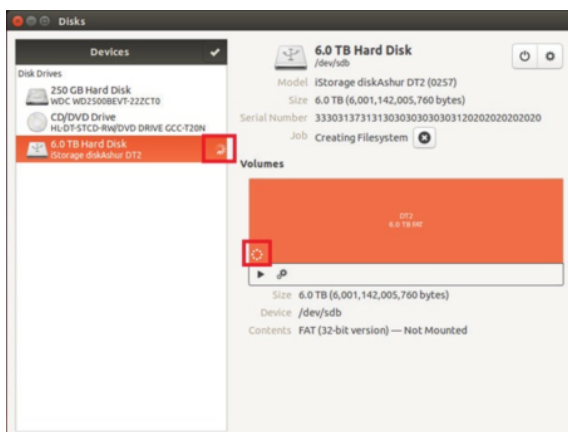 Disks
Devices
Disk Drives
250 GB Hard Disk
WDC WD2500BEVT-22ZCT0
CD/DVD Drive
HL-DT-STCD-RW/DVD DRIVE GCC-T20N
6.0 TB Hard Disk
iStorage diskAshur DT2
6.0 TB Hard Disk
/dev/sdb
Model iStorage diskAshur DT2 (0257)
Size 6.0 TB (6,001,142,005,760 bytes)
Serial Number
Job Creating Filesystem
Volumes
DT2
6.0 TB FAT
Size 6.0 TB (6,001,142,005,760 bytes)
Device /dev/sdb
Contents FAT (32-bit version) — Not Mounted